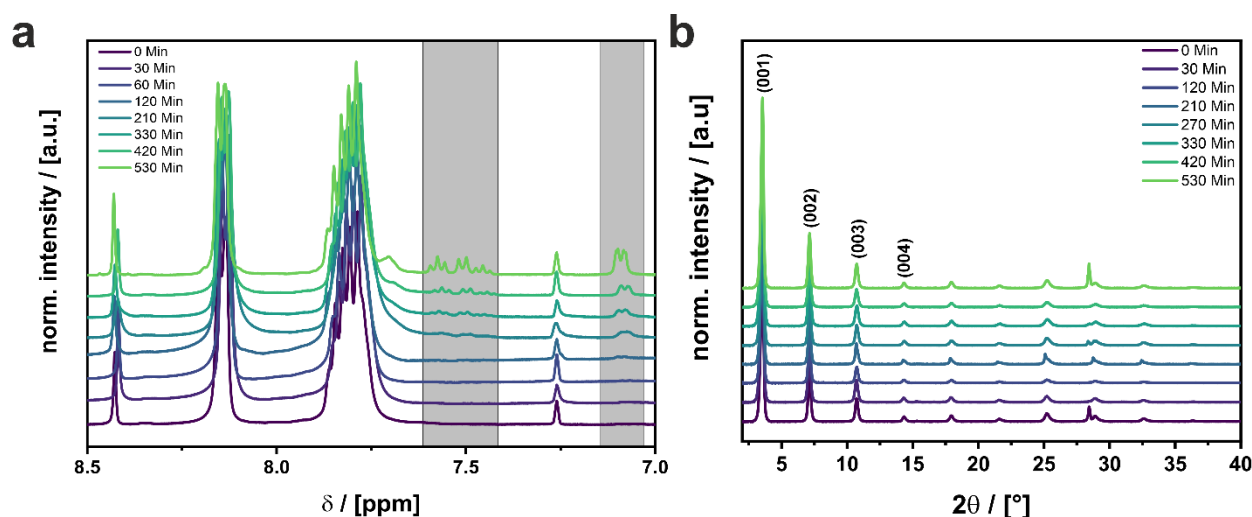 a
0 Min
30 Min
60 Min
120 Min
210 Min
330 Min
420 Min
530 Min
norm. intensity / [a.u.]
8.5
8.0
7.5
7.0
δ / [ppm]
b
0 Min
30 Min
120 Min
210 Min
270 Min
330 Min
420 Min
530 Min
(001)
(002)
(003)
(004)
norm. intensity / [a.u]
5
10
15
20
25
30
35
40
2θ / [°]